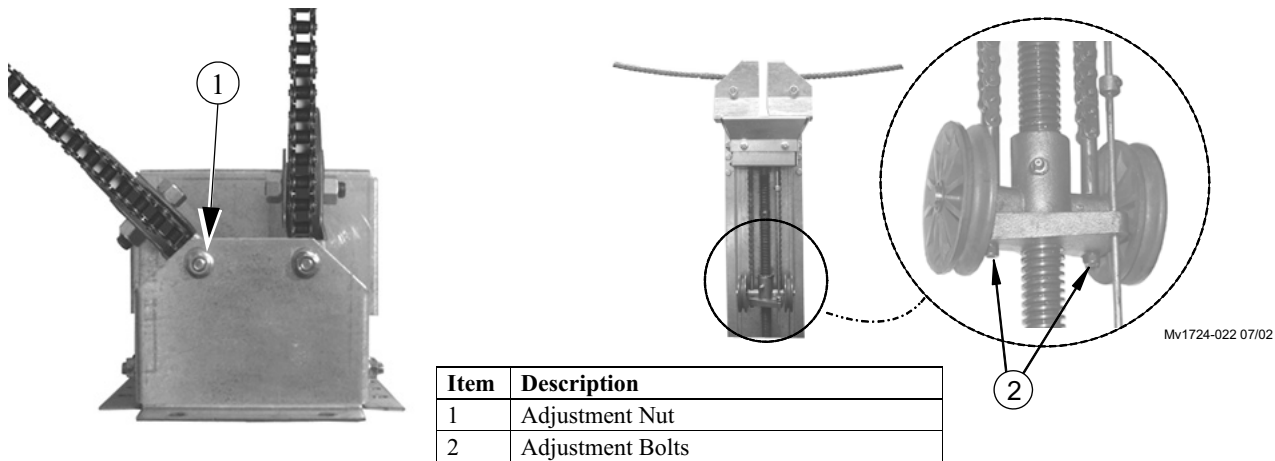 1
Mv1724-022 07/02
2
Item Description
1 Adjustment Nut
2 Adjustment Bolts